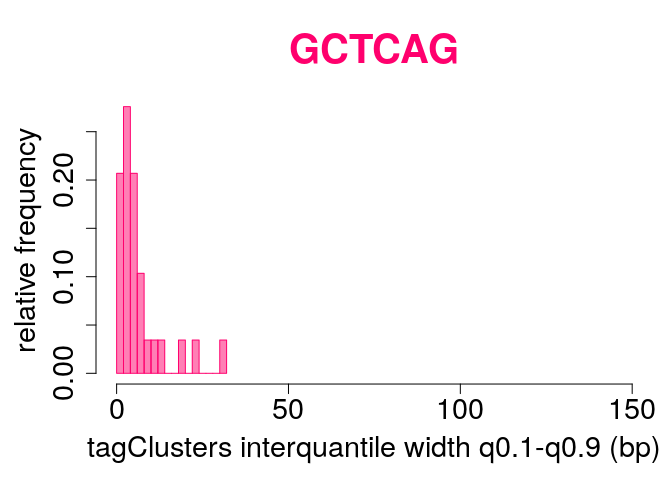 GCTCAG
relative frequency
0.20
0.10
0.00
0 50 100 150
tagClusters interquantile width q0.1-q0.9 (bp)